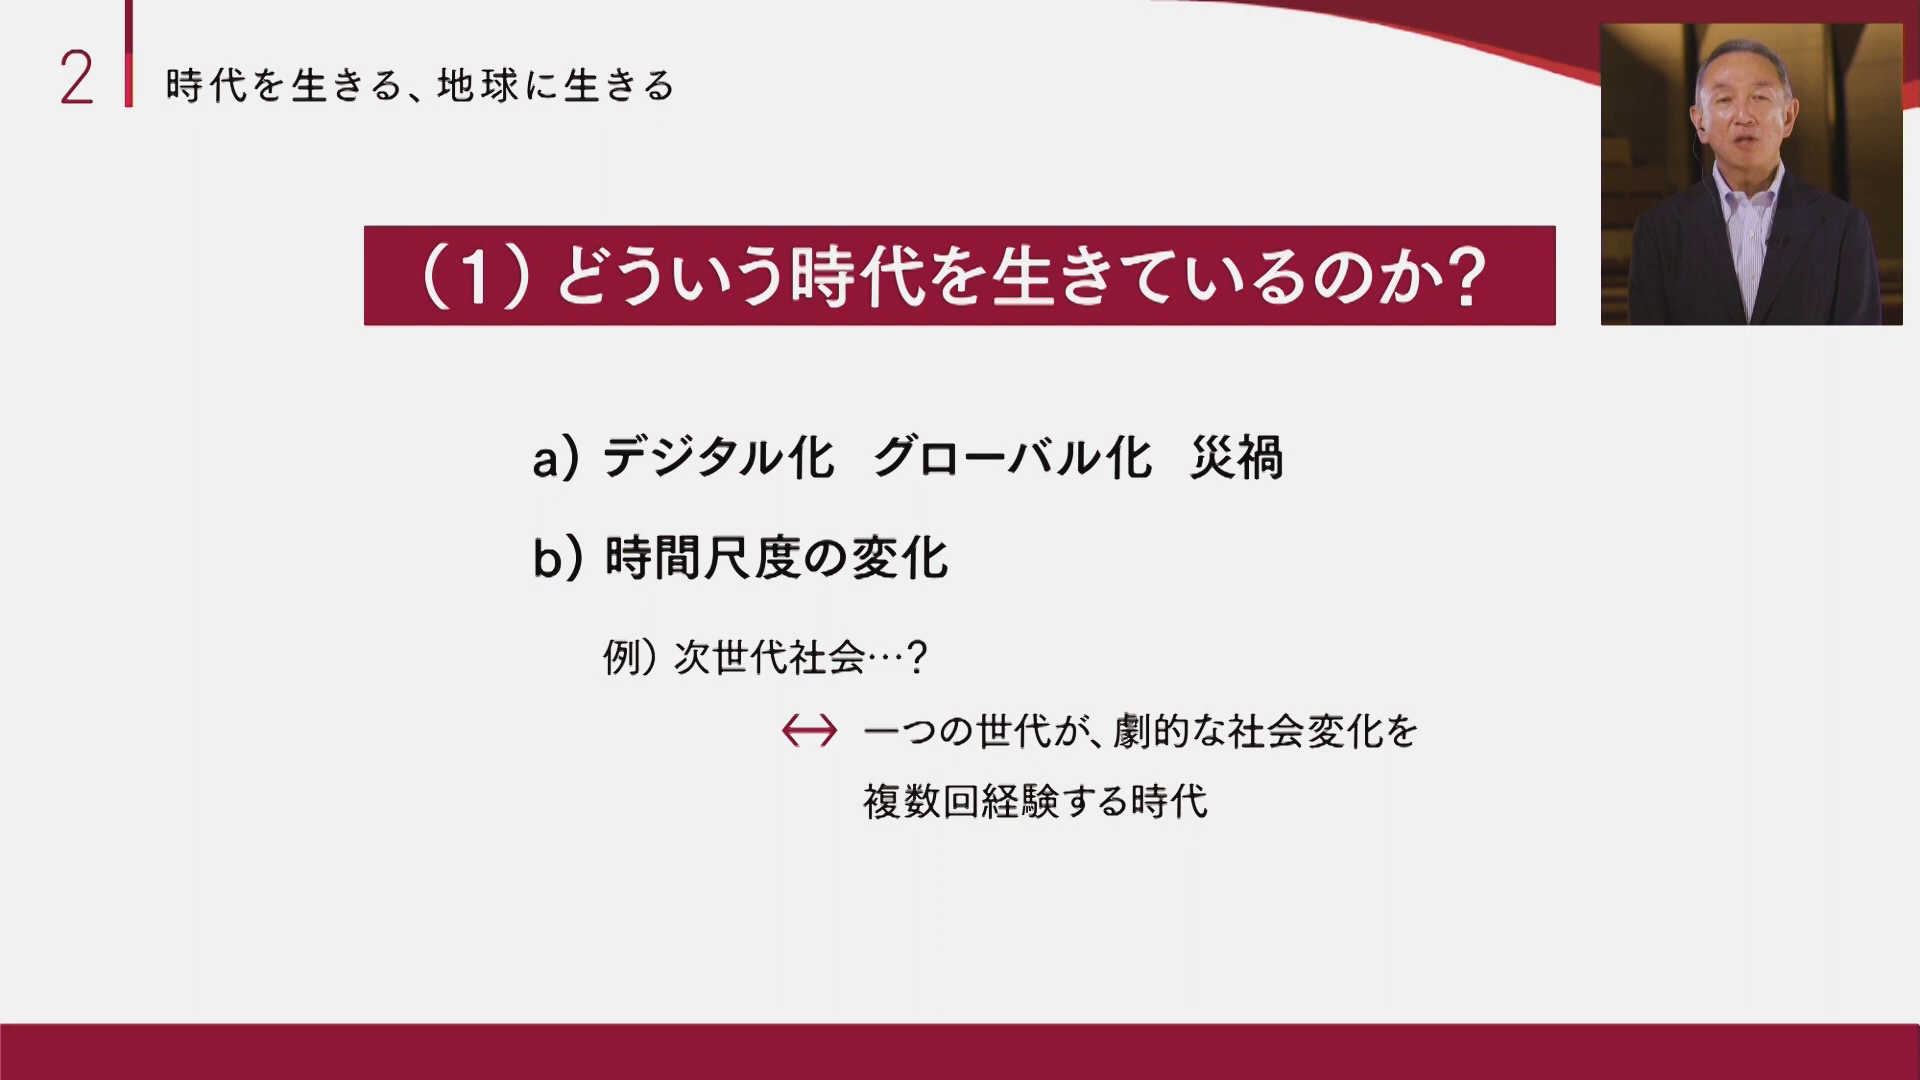 2
時代を生きる、地球に生きる
(1) どういう時代を生きているのか?
a) デジタル化 グローバル化 災禍
b) 時間尺度の変化
例) 次世代社会…?
↔ 一つの世代が、劇的な社会変化を
複数回経験する時代